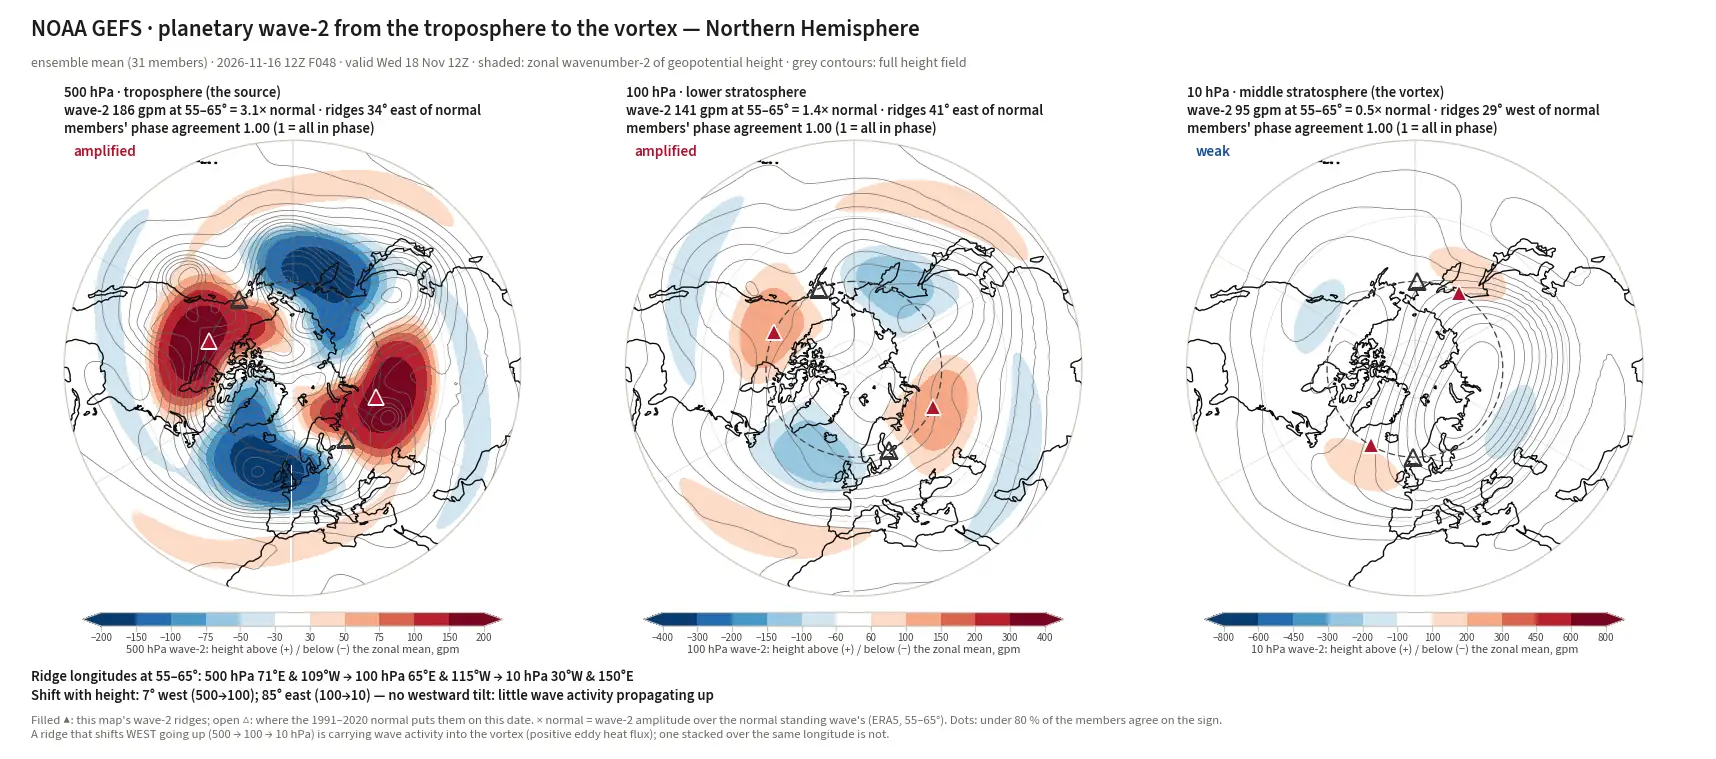 NOAA GEFS · planetary wave-2 from the troposphere to the vortex — Northern Hemisphere
ensemble mean (31 members) · 2026-11-16 12Z F048 · valid Wed 18 Nov 12Z · shaded: zonal wavenumber-2 of geopotential height · grey contours: full height field
500 hPa · troposphere (the source)
wave-2 186 gpm at 55–65° = 3.1× normal · ridges 34° east of normal
members' phase agreement 1.00 (1 = all in phase)
amplified
100 hPa · lower stratosphere
wave-2 141 gpm at 55–65° = 1.4× normal · ridges 41° east of normal
members' phase agreement 1.00 (1 = all in phase)
amplified
10 hPa · middle stratosphere (the vortex)
wave-2 95 gpm at 55–65° = 0.5× normal · ridges 29° west of normal
members' phase agreement 1.00 (1 = all in phase)
weak
−200 −150 −100 −75 −50 −30 30 50 75 100 150 200
500 hPa wave-2: height above (+) / below (−) the zonal mean, gpm
−400 −300 −200 −150 −100 −60 60 100 150 200 300 400
100 hPa wave-2: height above (+) / below (−) the zonal mean, gpm
−800 −600 −450 −300 −200 −100 100 200 300 450 600 800
10 hPa wave-2: height above (+) / below (−) the zonal mean, gpm
Ridge longitudes at 55–65°: 500 hPa 71°E & 109°W → 100 hPa 65°E & 115°W → 10 hPa 30°W & 150°E
Shift with height: 7° west (500→100); 85° east (100→10) — no westward tilt: little wave activity propagating up
Filled ▲: this map's wave-2 ridges; open △: where the 1991–2020 normal puts them on this date. × normal = wave-2 amplitude over the normal standing wave's (ERA5, 55–65°). Dots: under 80 % of the members agree on the sign.
A ridge that shifts WEST going up (500 → 100 → 10 hPa) is carrying wave activity into the vortex (positive eddy heat flux); one stacked over the same longitude is not.